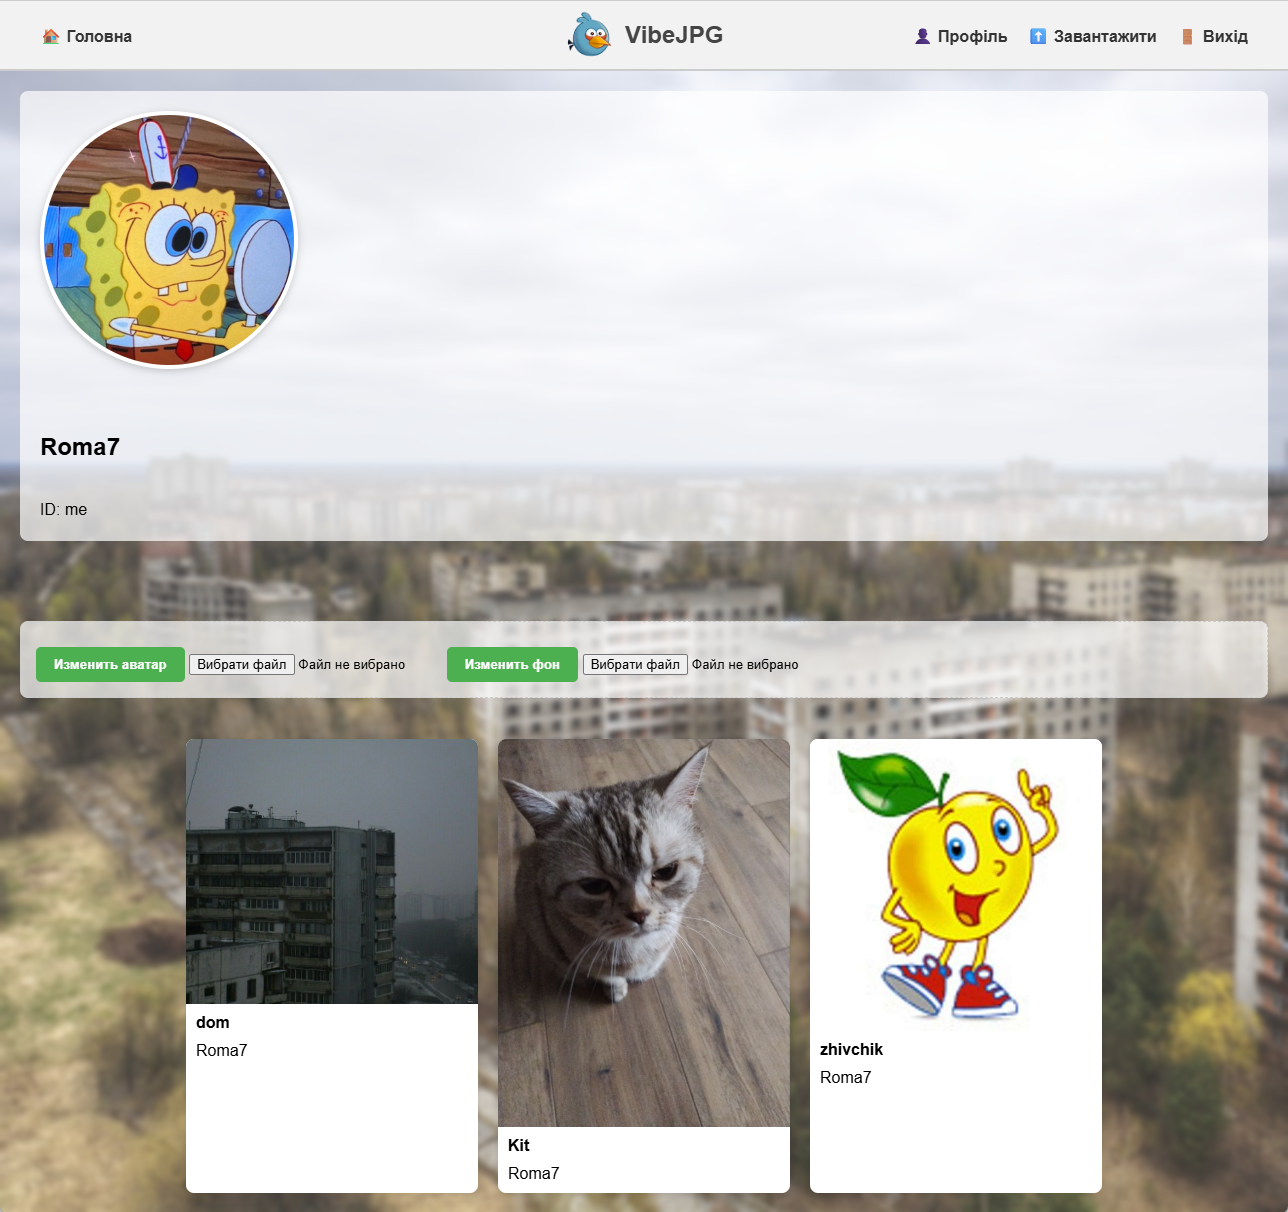 Головна
VibeJPG
Профіль Завантажити Вихід
Roma7
ID: me
Изменить аватар Вибрати файл Файл не вибрано Изменить фон Вибрати файл Файл не вибрано
dom
Roma7
Kit
Roma7
zhivchik
Roma7